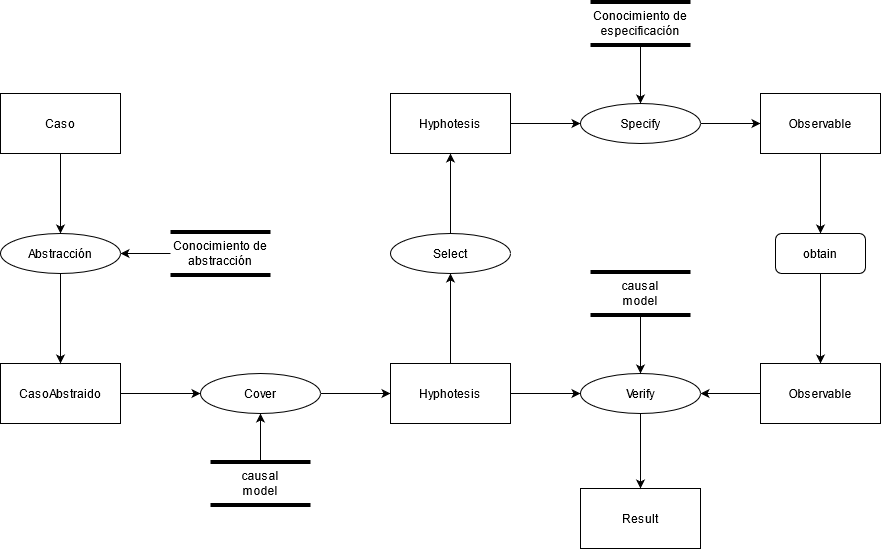 Conocimiento de
especificación
Caso
Hyphotesis
Specify
Observable
Abstracción
Conocimiento de
abstracción
Select
obtain
causal
model
CasoAbstraido
Cover
Hyphotesis
Verify
Observable
causal
model
Result